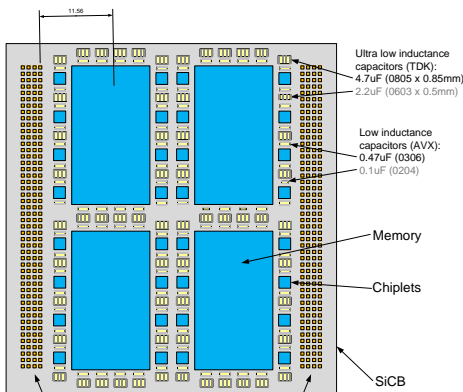 11.56
Ultra low inductance
capacitors (TDK):
4.7uF (0805 x 0.85mm)
2.2uF (0603 x 0.5mm)
Low inductance
capacitors (AVX):
0.47uF (0306)
0.1uF (0204)
Memory
Chiplets
SiCB